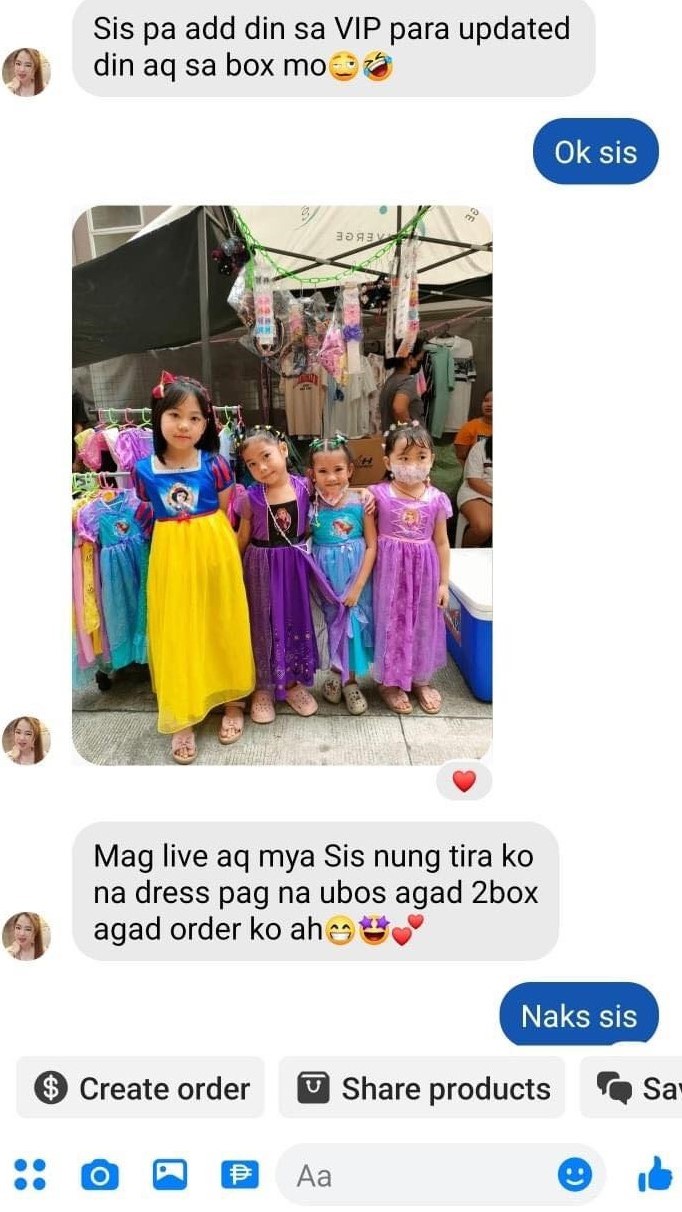 Sis pa add din sa VIP para updated
din aq sa box mo🙄🤣
Ok sis
Mag live aq mya Sis nung tira ko
na dress pag na ubos agad 2box
agad order ko ah😁🤩💕
Naks sis
Create order
Share products
Sav
Aa